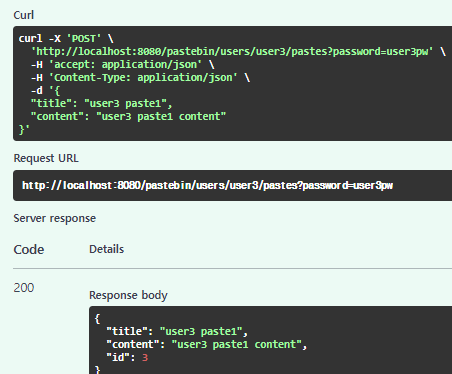 Curl
curl -X 'POST' \
'http://localhost:8080/pastebin/users/user3/pastes?password=user3pw' \
-H 'accept: application/json' \
-H 'Content-Type: application/json' \
-d '{
"title": "user3 paste1",
"content": "user3 paste1 content"
}'
Request URL
http://localhost:8080/pastebin/users/user3/pastes?password=user3pw
Server response
Code Details
200
Response body
{
"title": "user3 paste1",
"content": "user3 paste1 content",
"id": 3
}